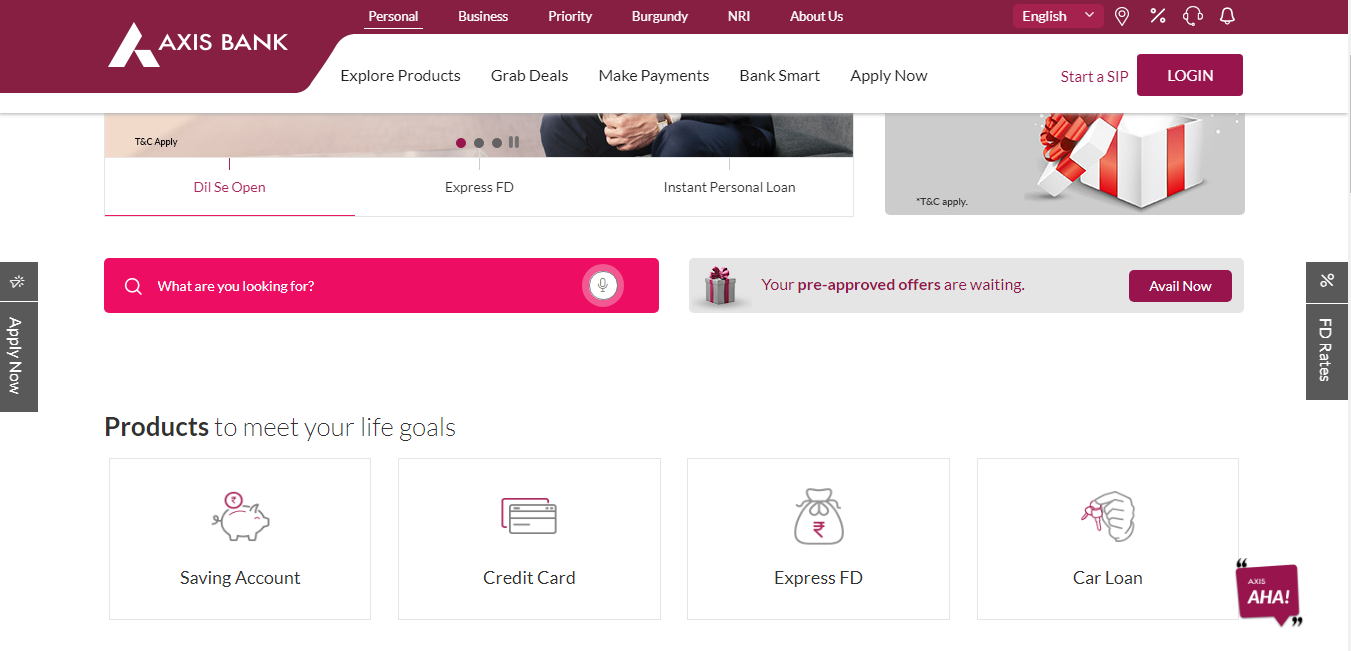 Personal
Business
Priority
Burgundy
NRI
About Us
English
AXIS BANK
Explore Products
Grab Deals
Make Payments
Bank Smart
Apply Now
Start a SIP
LOGIN
T&C Apply
*T&C apply.
Dil Se Open
Express FD
Instant Personal Loan
What are you looking for?
Your pre-approved offers are waiting.
Avail Now
Apply Now
FD Rates
Products to meet your life goals
₹
₹
Saving Account
Credit Card
Express FD
Car Loan
“
AXIS
AHA!
”